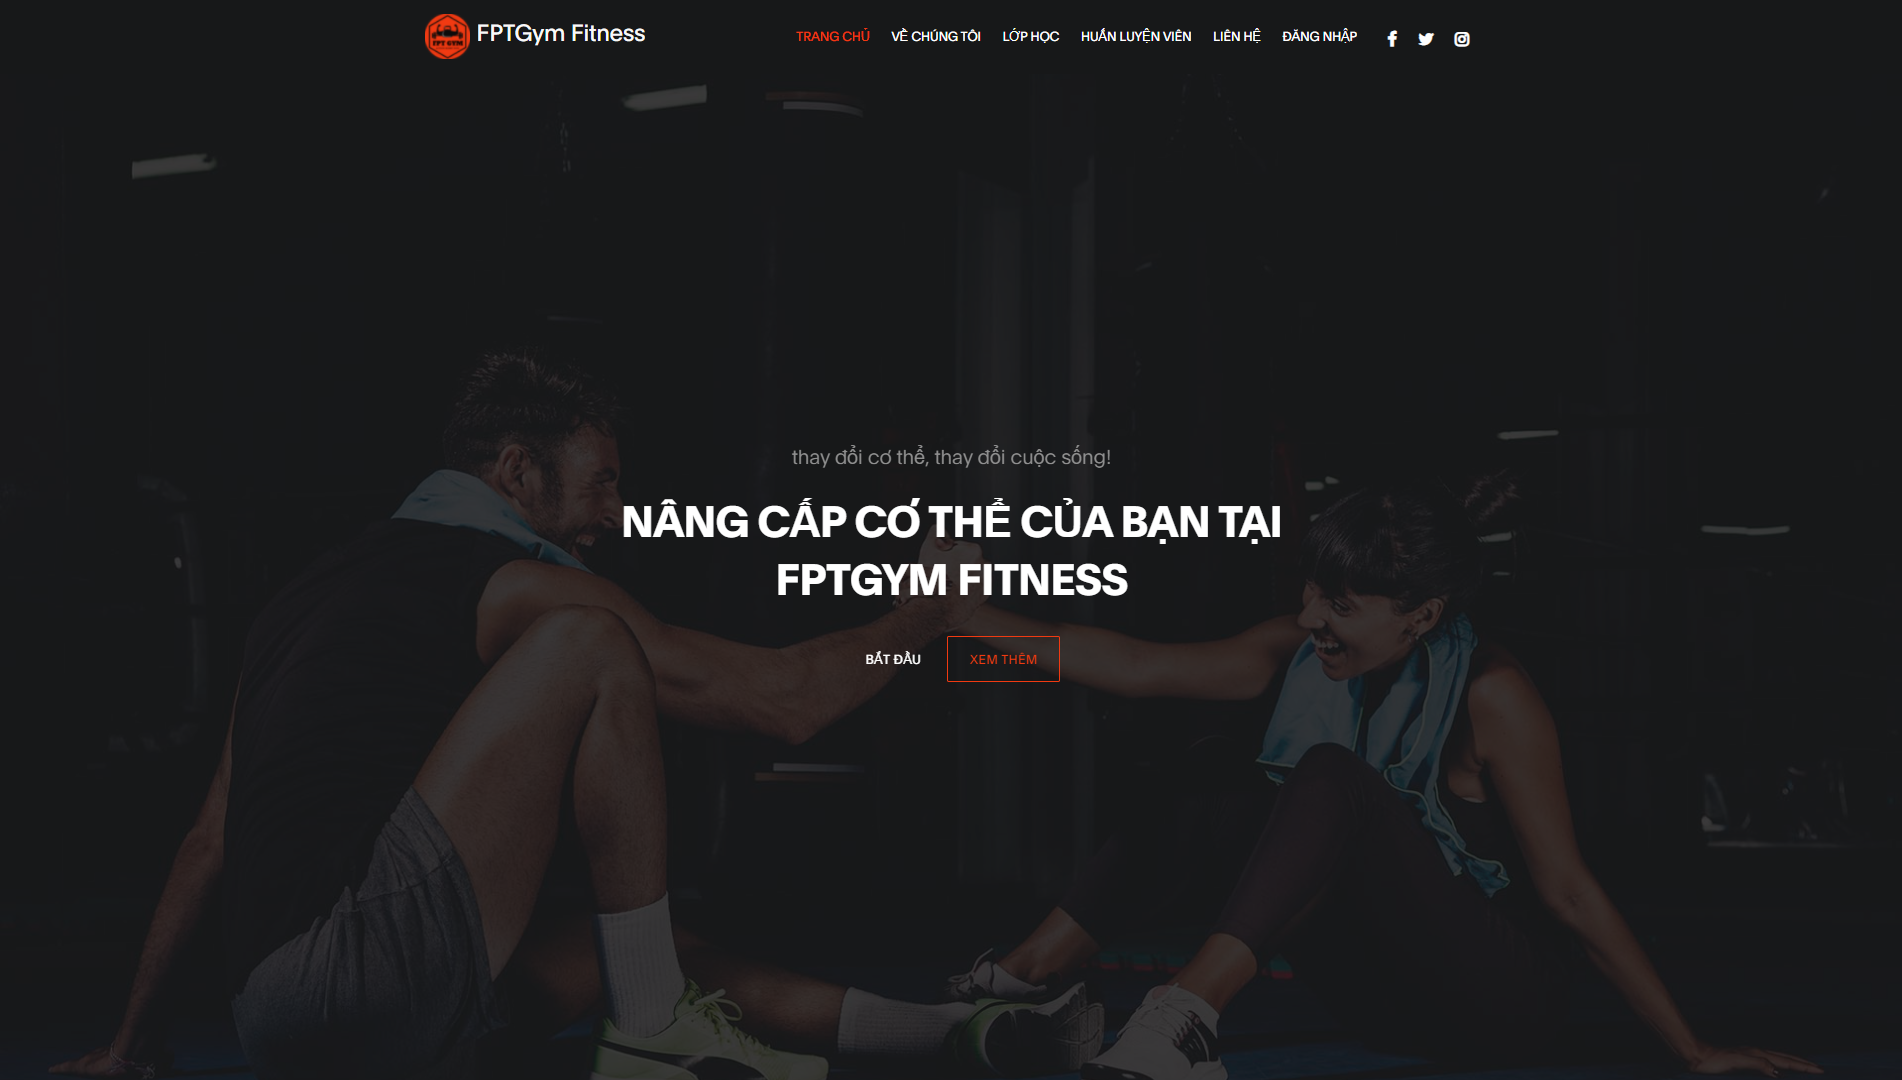 FPT GYM
FPTGym Fitness
TRANG CHỦ
VỀ CHÚNG TÔI
LỚP HỌC
HUẤN LUYỆN VIÊN
LIÊN HỆ
ĐĂNG NHẬP
thay đổi cơ thể, thay đổi cuộc sống!
NÂNG CẤP CƠ THỂ CỦA BẠN TẠI
FPTGYM FITNESS
BẮT ĐẦU
XEM THÊM